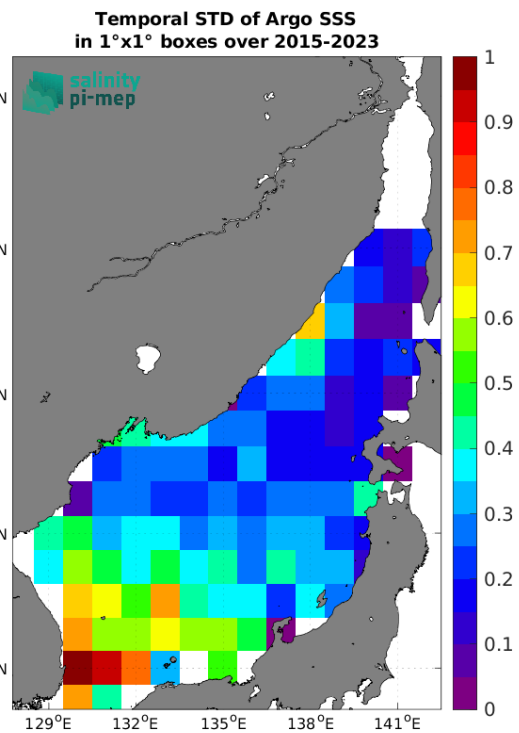 Temporal STD of Argo SSS
in 1°x1° boxes over 2015-2023
salinity
pi-mep
N
N
N
N
N
1
0.9
0.8
0.7
0.6
0.5
0.4
0.3
0.2
0.1
0
129°E 132°E 135°E 138°E 141°E